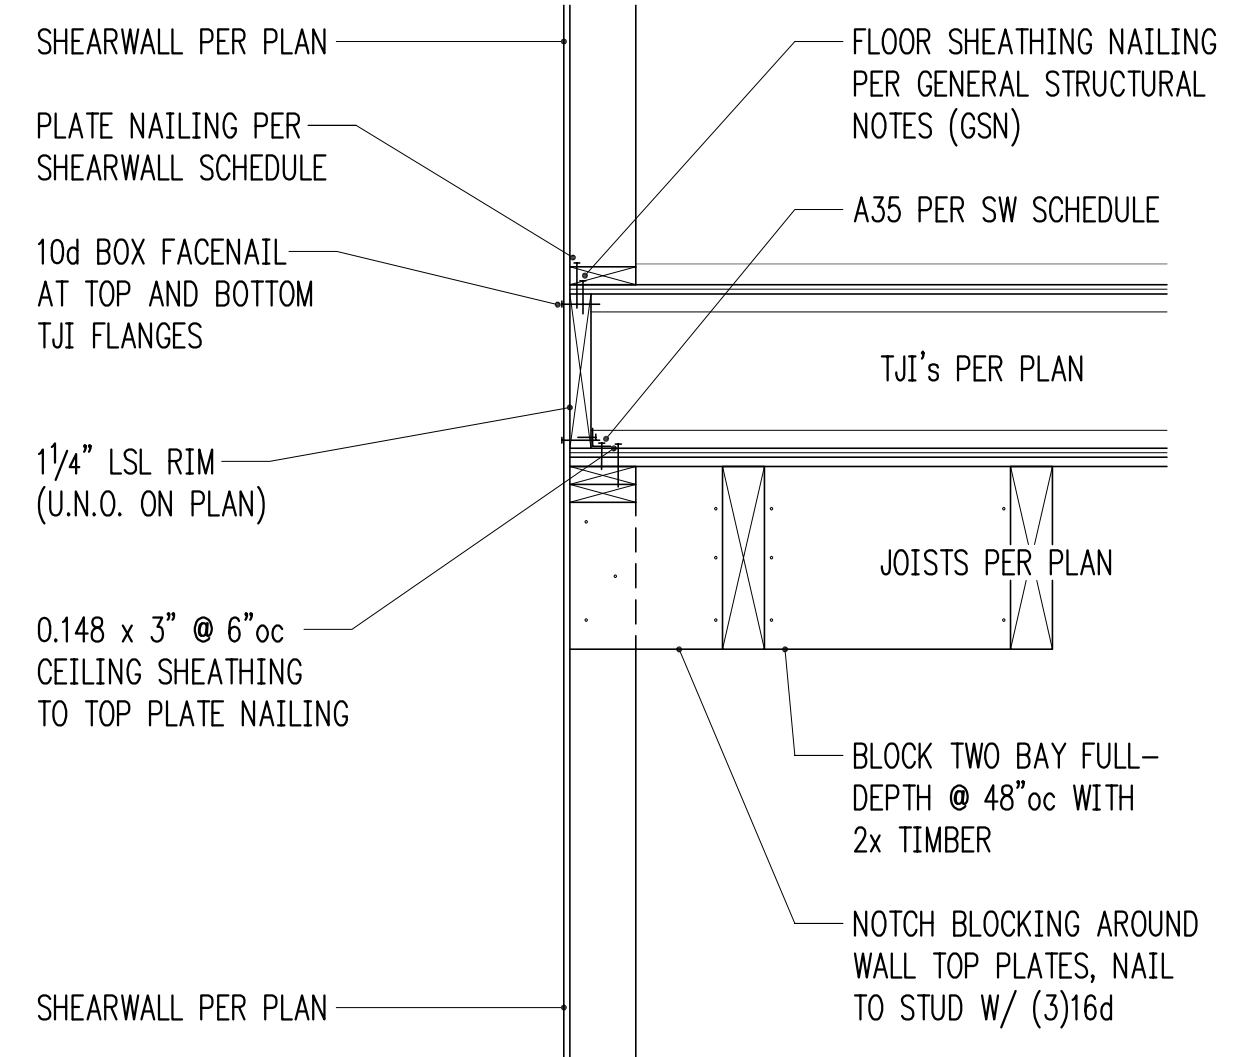 SHEARWALL PER PLAN
PLATE NAILING PER
SHEARWALL SCHEDULE
10d BOX FACENAIL
AT TOP AND BOTTOM
TJI FLANGES
1 1/4" LSL RIM
(U.N.O. ON PLAN)
0.148 x 3" @ 6"oc
CEILING SHEATHING
TO TOP PLATE NAILING
SHEARWALL PER PLAN
FLOOR SHEATHING NAILING
PER GENERAL STRUCTURAL
NOTES (GSN)
A35 PER SW SCHEDULE
TJI's PER PLAN
JOISTS PER PLAN
BLOCK TWO BAY FULL-
DEPTH @ 48"oc WITH
2x TIMBER
NOTCH BLOCKING AROUND
WALL TOP PLATES, NAIL
TO STUD W/ (3)16d